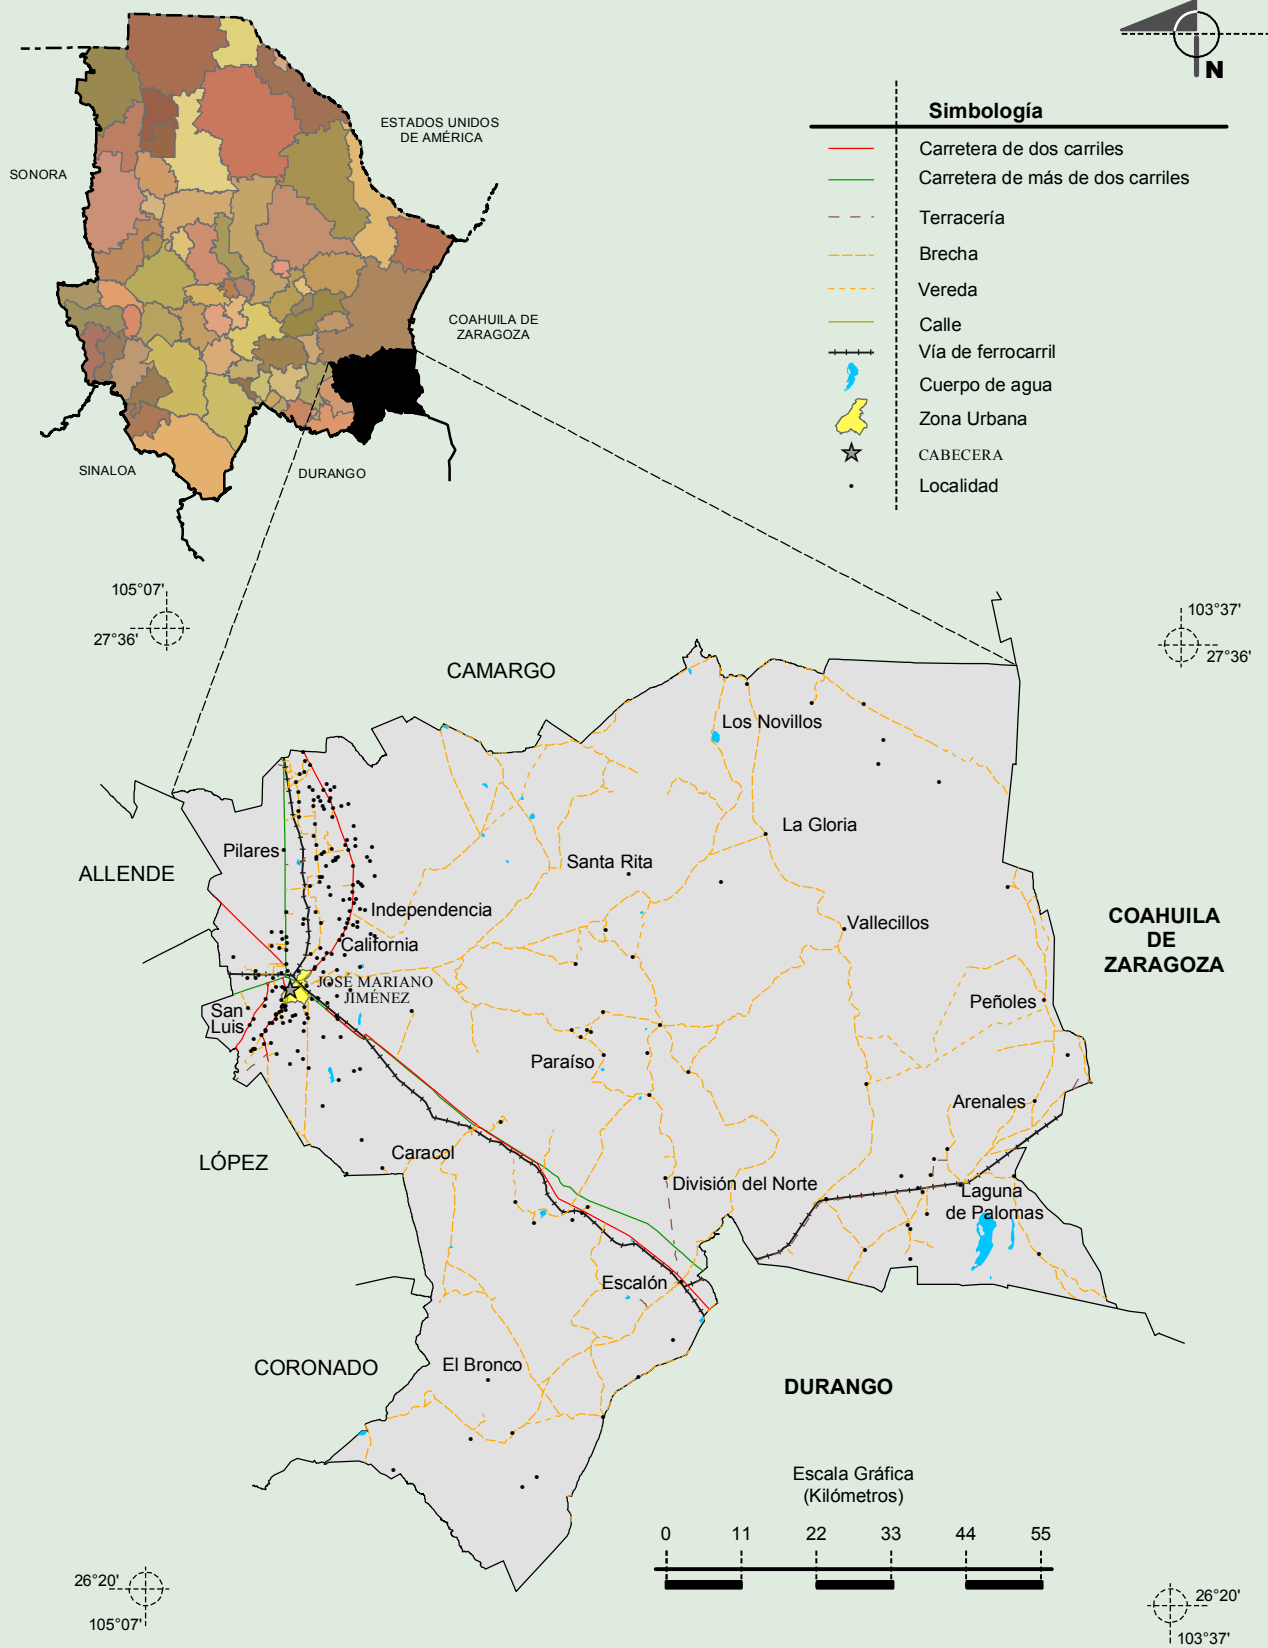 N
Simbología
Carretera de dos carriles
Carretera de más de dos carriles
Terracería
Brecha
Vereda
Calle
Vía de ferrocarril
Cuerpo de agua
Zona Urbana
CABECERA
Localidad
ESTADOS UNIDOS
DE AMÉRICA
SONORA
COAHUILA DE
ZARAGOZA
SINALOA
DURANGO
105°07'
27°36'
103°37'
27°36'
CAMARGO
Los Novillos
La Gloria
Pilares
Santa Rita
ALLENDE
Independencia
Vallecillos
COAHUILA
DE
ZARAGOZA
California
JOSÉ MARIANO
JIMÉNEZ
Peñoles
San
Luis
Paraíso
Arenales
Caracol
LÓPEZ
División del Norte
Laguna
de Palomas
Escalón
CORONADO
El Bronco
DURANGO
Escala Gráfica
(Kilómetros)
0 11 22 33 44 55
26°20'
105°07'
26°20'
103°37'